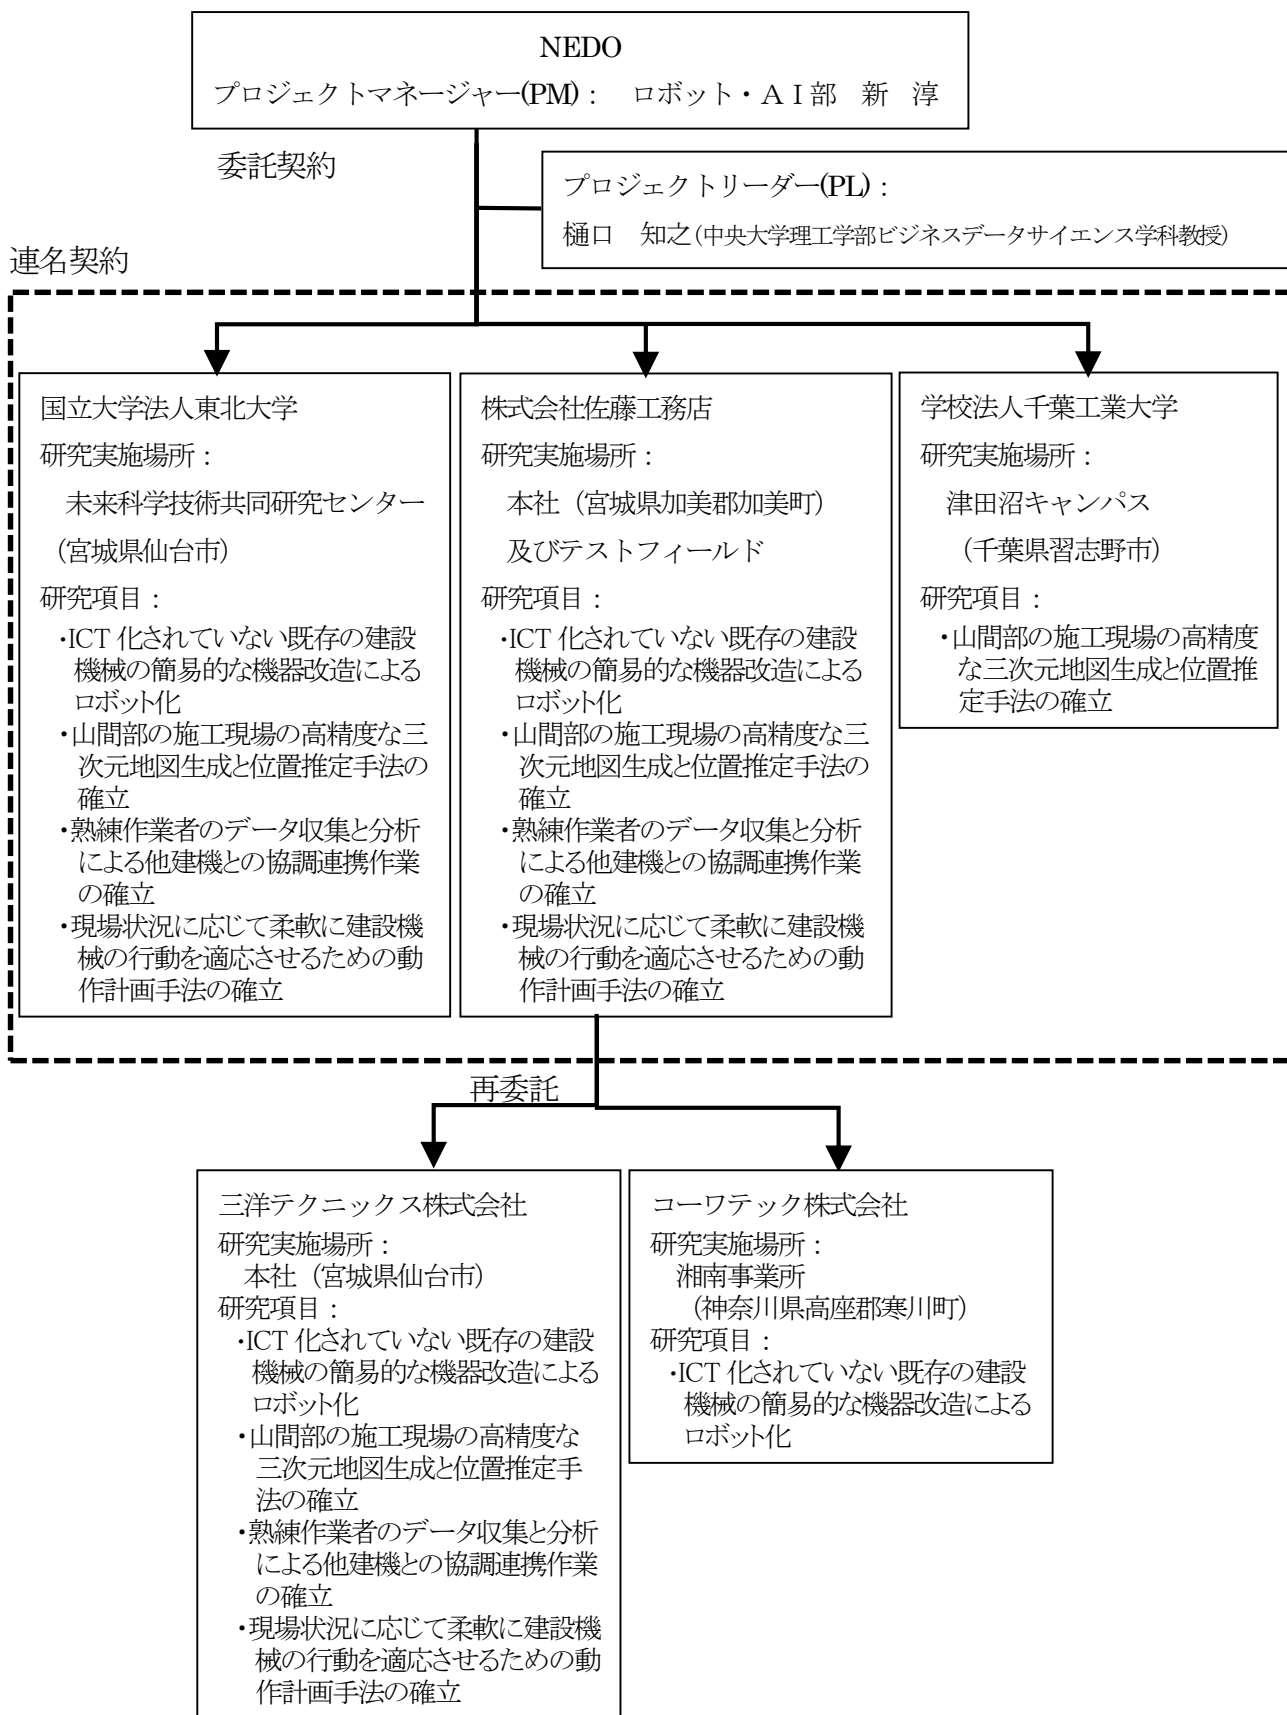 NEDO
プロジェクトマネージャー(PM)： ロボット・ＡＩ部 新 淳
委託契約
プロジェクトリーダー(PL)：
樋口 知之(中央大学理工学部ビジネスデータサイエンス学科教授)
連名契約
国立大学法人東北大学
研究実施場所：
未来科学技術共同研究センター
(宮城県仙台市)
研究項目：
・ICT 化されていない既存の建設
機械の簡易的な機器改造による
ロボット化
・山間部の施工現場の高精度な三
次元地図生成と位置推定手法の
確立
・熟練作業者のデータ収集と分析
による他建機との協調連携作業
の確立
・現場状況に応じて柔軟に建設機
械の行動を適応させるための動
作計画手法の確立
株式会社佐藤工務店
研究実施場所：
本社（宮城県加美郡加美町）
及びテストフィールド
研究項目：
・ICT 化されていない既存の建設
機械の簡易的な機器改造による
ロボット化
・山間部の施工現場の高精度な三
次元地図生成と位置推定手法の
確立
・熟練作業者のデータ収集と分析
による他建機との協調連携作業
の確立
・現場状況に応じて柔軟に建設機
械の行動を適応させるための動
作計画手法の確立
学校法人千葉工業大学
研究実施場所：
津田沼キャンパス
（千葉県習志野市）
研究項目：
・山間部の施工現場の高精度
な三次元地図生成と位置推
定手法の確立
再委託
三洋テクニックス株式会社
研究実施場所：
本社（宮城県仙台市）
研究項目：
・ICT 化されていない既存の建設
機械の簡易的な機器改造による
ロボット化
・山間部の施工現場の高精度な
三次元地図生成と位置推定手
法の確立
・熟練作業者のデータ収集と分析
による他建機との協調連携作業
の確立
・現場状況に応じて柔軟に建設機
械の行動を適応させるための動
作計画手法の確立
コーワテック株式会社
研究実施場所：
湘南事業所
（神奈川県高座郡寒川町）
研究項目：
・ICT 化されていない既存の建設
機械の簡易的な機器改造による
ロボット化